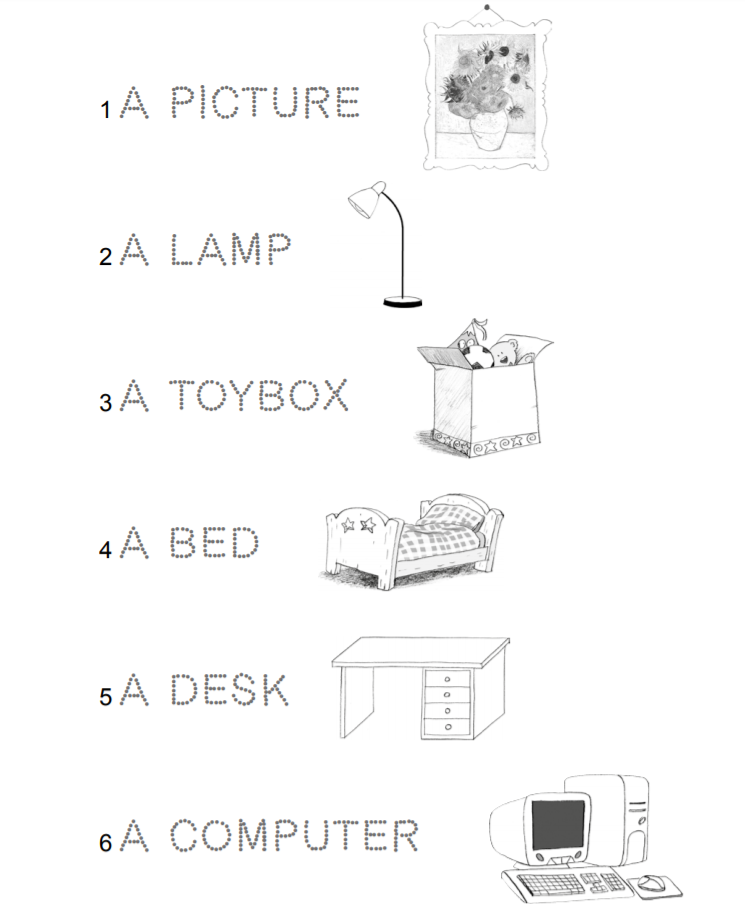 1 A PICTURE
2 A LAMP
3 A TOYBOX
4 A BED
5 A DESK
6 A COMPUTER